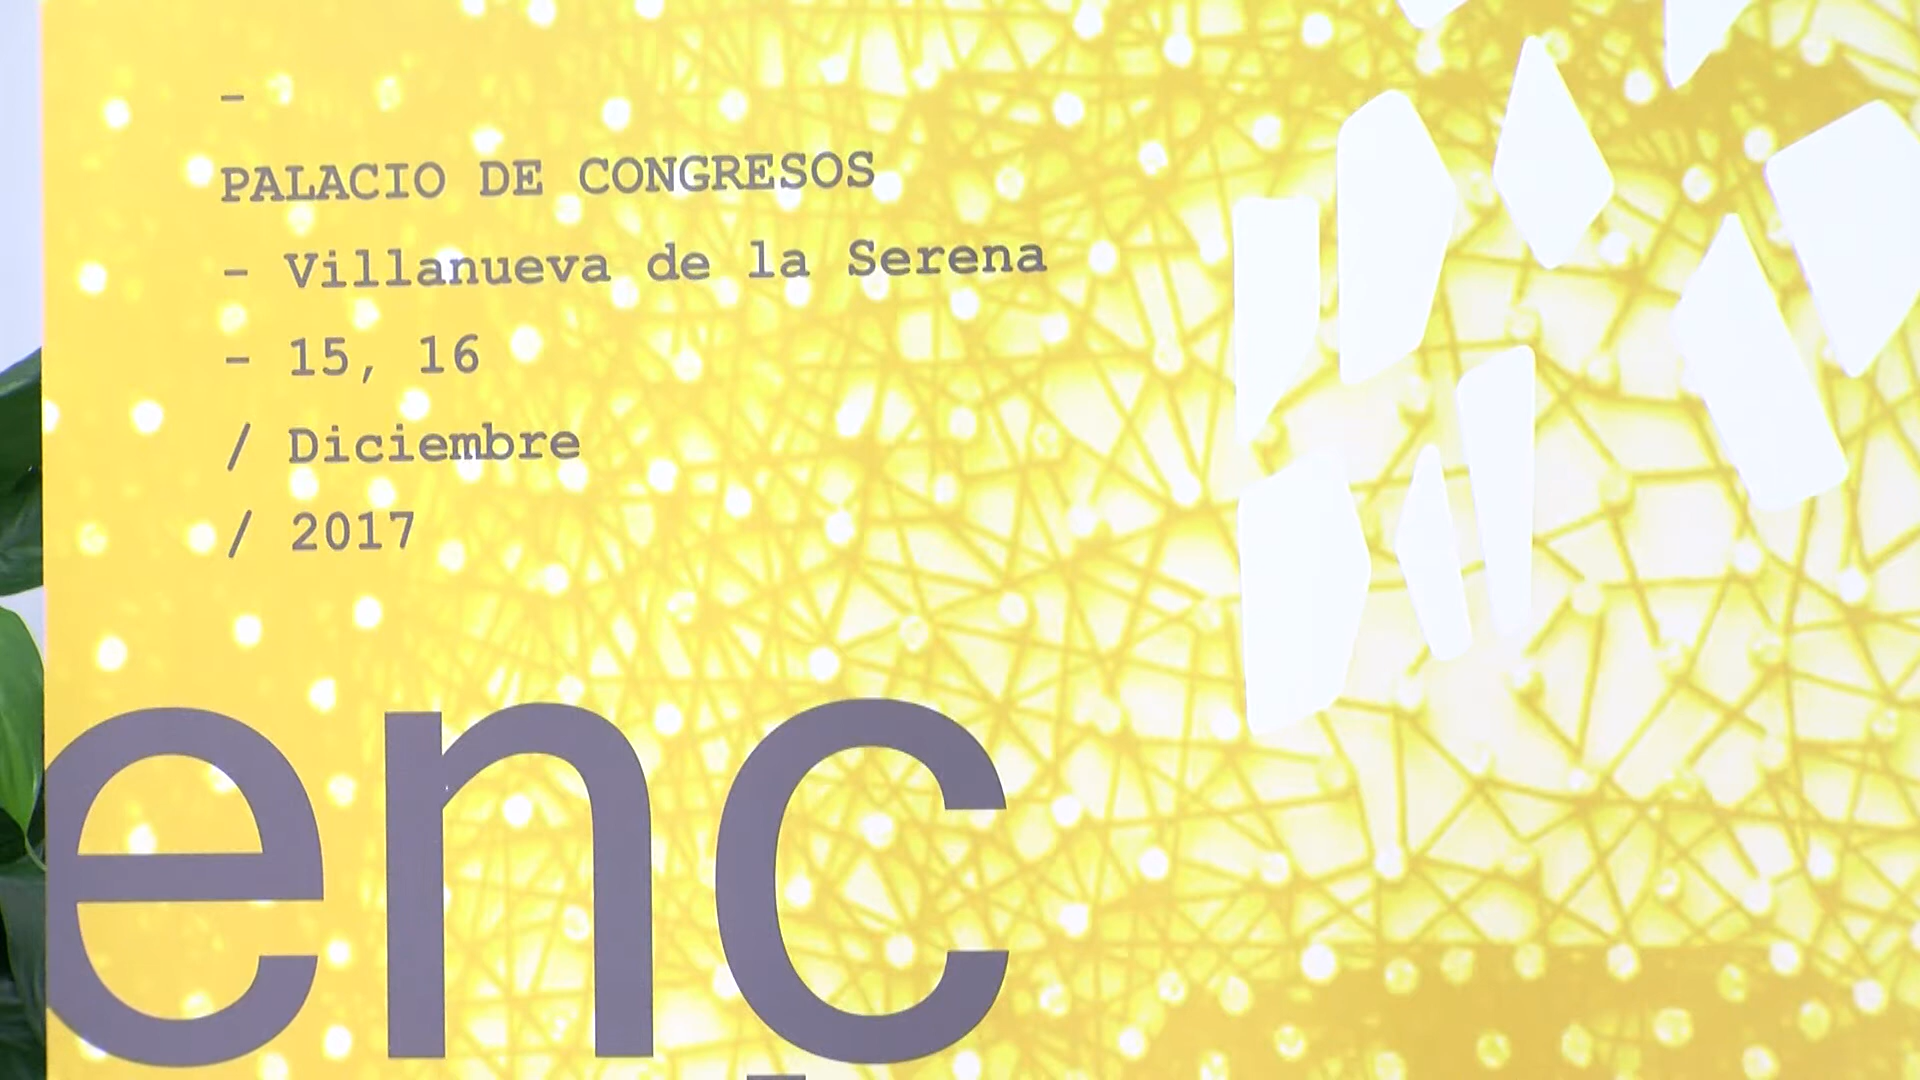 -
PALACIO DE CONGRESOS
- Villanueva de la Serena
- 15, 16
/ Diciembre
/ 2017
enc